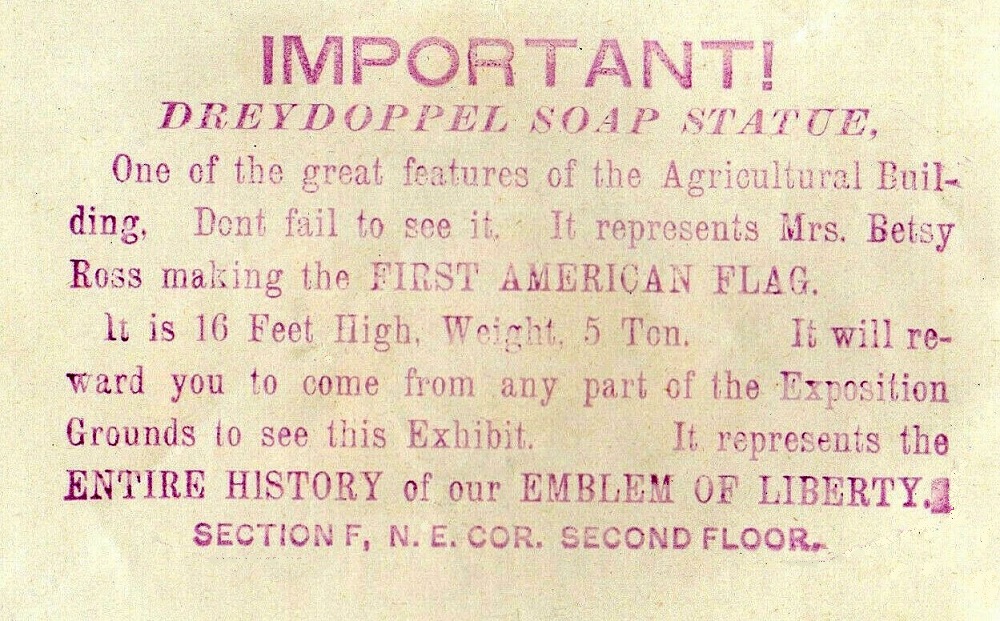 IMPORTANT!
DREYDOPPEL SOAP STATUE,
One of the great features of the Agricultural Buil-
ding, Dont fail to see it. It represents Mrs. Betsy
Ross making the FIRST AMERICAN FLAG.
It is 16 Feet High, Weight, 5 Ton. It will re-
ward you to come from any part of the Exposition
Grounds to see this Exhibit. It represents the
ENTIRE HISTORY of our EMBLEM OF LIBERTY.
SECTION F, N. E. COR. SECOND FLOOR.